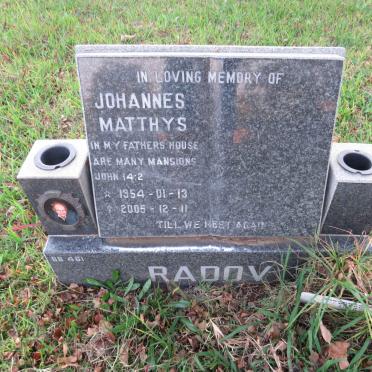 IN LOVING MEMORY OF
JOHANNES
MATTHYS
IN MY FATHERS HOUSE
ARE MANY MANSIONS
JOHN 14:2
1954-01-13
2005-12-11
TILL WE MEET AGAIN
RADOV